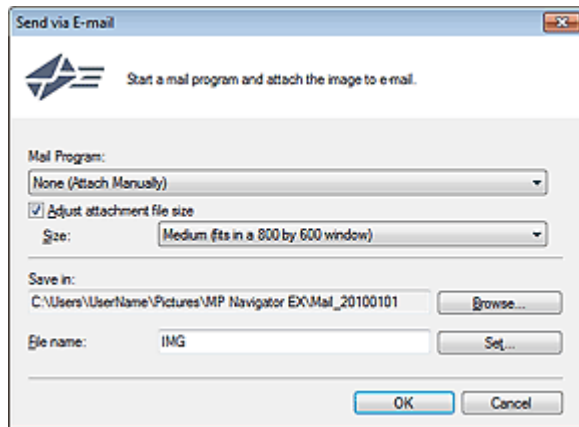 Send via E-mail
Start a mail program and attach the image to e-mail.
Mail Program:
None (Attach Manually)
Adjust attachment file size
Size: Medium (fits in a 800 by 600 window)
Save in:
C:\Users\UserName\Pictures\MP Navigator EX\Mail_20100101 Browse...
File name: IMG Set...
OK Cancel